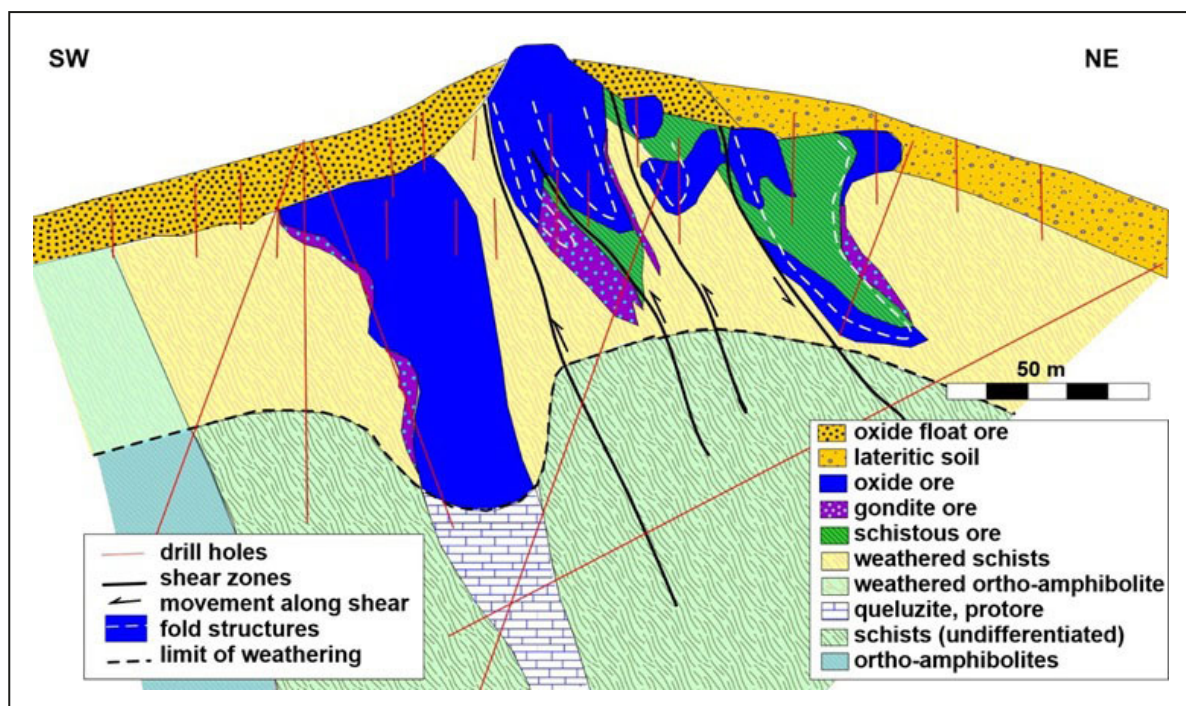 SW
NE
50 m
oxide float ore
lateritic soil
oxide ore
gondite ore
schistous ore
weathered schists
weathered ortho-amphibolite
queluzite, protore
schists (undifferentiated)
ortho-amphibolites
drill holes
shear zones
movement along shear
fold structures
limit of weathering